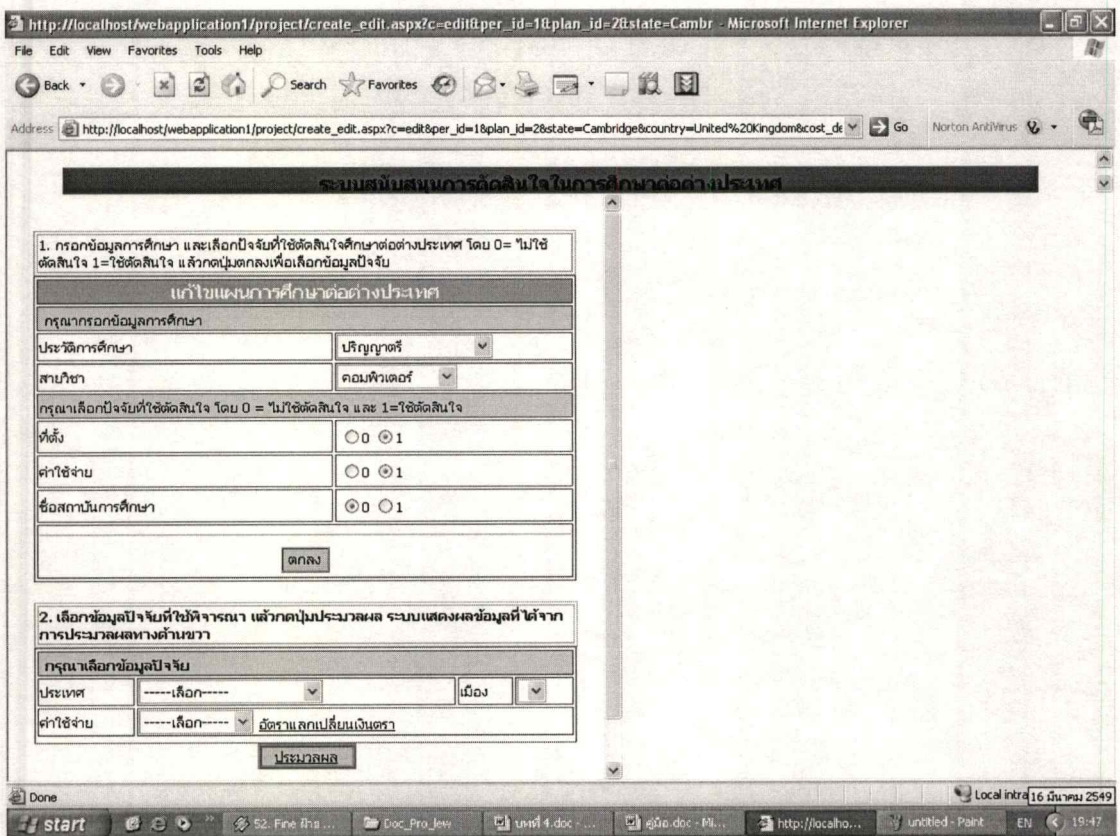 http://localhost/webapplication1/project/create_edit.aspx?c=edit&per_id=1&plan_id=2&state=Cambr - Microsoft Internet Explorer
File Edit View Favorites Tools Help
Back Search Favorites
Address http://localhost/webapplication1/project/create_edit.aspx?c=edit&per_id=1&plan_id=2&state=Cambridge&country=United%20Kingdom&cost_de Go Norton AntiVirus
ระบบสนับสนุนการตัดสินใจในการศึกษาต่อต่างประเทศ
1. กรอกข้อมูลการศึกษา และเลือกปัจจัยที่ใช้ตัดสินใจศึกษาต่อต่างประเทศ โดย 0= ไม่ใช้
ตัดสินใจ 1=ใช้ตัดสินใจ แล้วกดปุ่มตกลงเพื่อเลือกข้อมูลปัจจัย
แก้ไขแผนการศึกษาต่อต่างประเทศ
กรุณากรอกข้อมูลการศึกษา
ประวัติการศึกษา ปริญญาตรี
สายวิชา คอมพิวเตอร์
กรุณาเลือกปัจจัยที่ใช้ตัดสินใจ โดย 0 = ไม่ใช้ตัดสินใจ และ 1=ใช้ตัดสินใจ
ที่ตั้ง 0 1
ค่าใช้จ่าย 0 1
ชื่อสถาบันการศึกษา 0 1
ตกลง
2. เลือกข้อมูลปัจจัยที่ใช้พิจารณา แล้วกดปุ่มประมวลผล ระบบแสดงผลข้อมูลที่ได้จาก
การประมวลผลทางด้านขวา
กรุณาเลือกข้อมูลปัจจัย
ประเทศ -----เลือก----- เมือง
ค่าใช้จ่าย -----เลือก----- อัตราแลกเปลี่ยนเงินตรา
ประมวลผล
Done Local intra 16 มีนาคม 2549
start 52. Fine ... Doc_Pro_Jew บทที่ 4.doc - ... คู่มือ.doc - Mi... http://localho... untitled - Paint EN 19:47